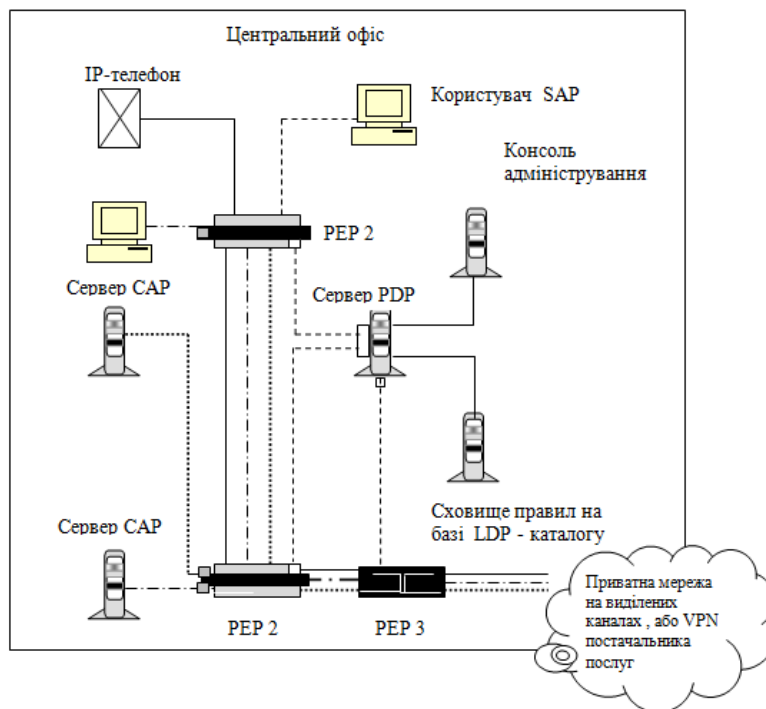 Центральний офіс
IP-телефон
Користувач SAP
Консоль
адміністрування
PEP 2
Сервер CAP
Сервер PDP
Сервер CAP
Сховище правил на
базі LDP - каталогу
PEP 2
PEP 3
Приватна мережа
на виділених
каналах , або VPN
постачальника
послуг